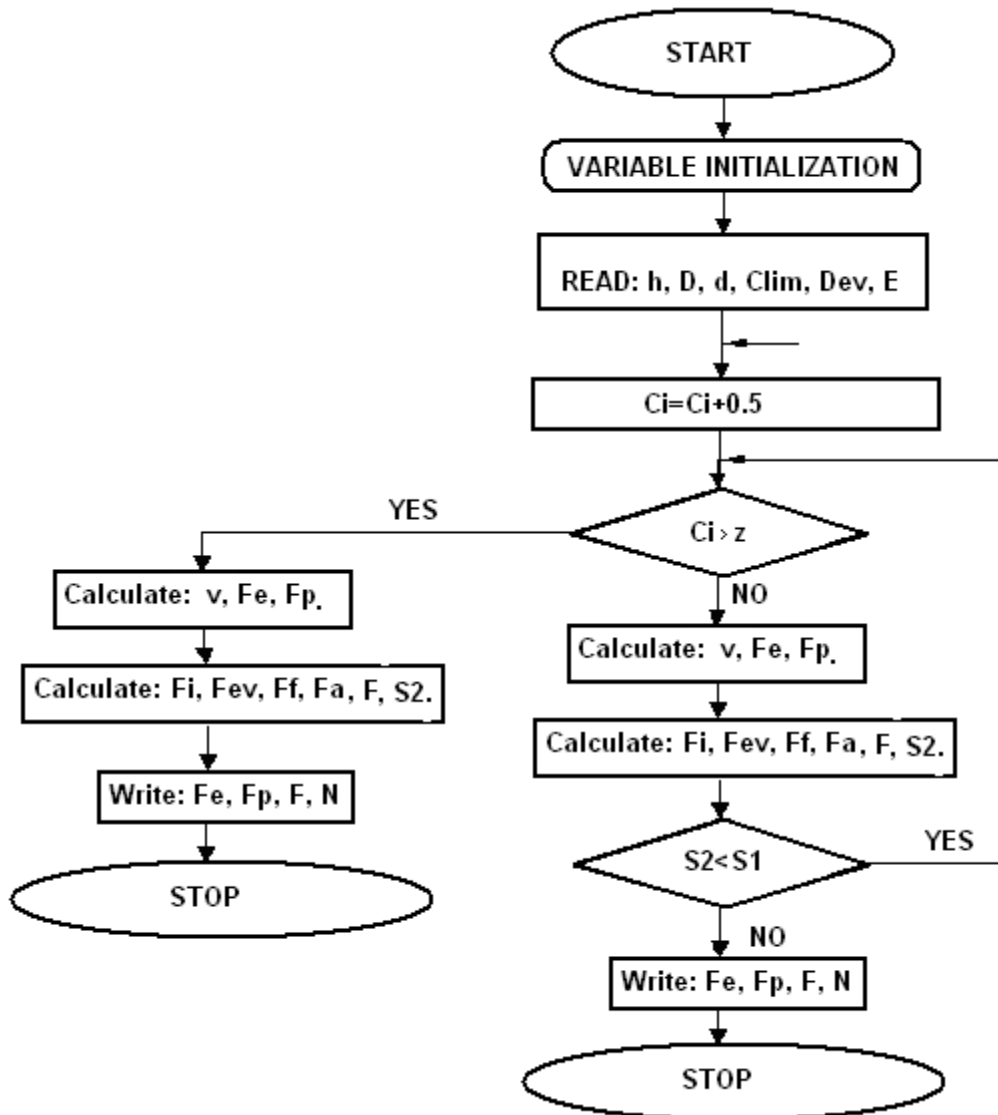 START
VARIABLE INITIALIZATION
READ: h, D, d, Clim, Dev, E
Ci=Ci+0.5
Ci > z
YES
Calculate: v, Fe, Fp.
Calculate: Fi, Fev, Ff, Fa, F, S2.
Write: Fe, Fp, F, N
STOP
NO
Calculate: v, Fe, Fp.
Calculate: Fi, Fev, Ff, Fa, F, S2.
S2<S1
YES
NO
Write: Fe, Fp, F, N
STOP